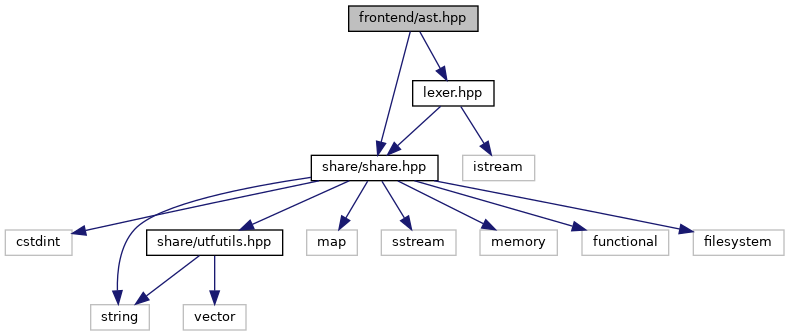 frontend/ast.hpp
lexer.hpp
share/share.hpp
istream
cstdint
share/utfutils.hpp
map
sstream
memory
functional
filesystem
string
vector